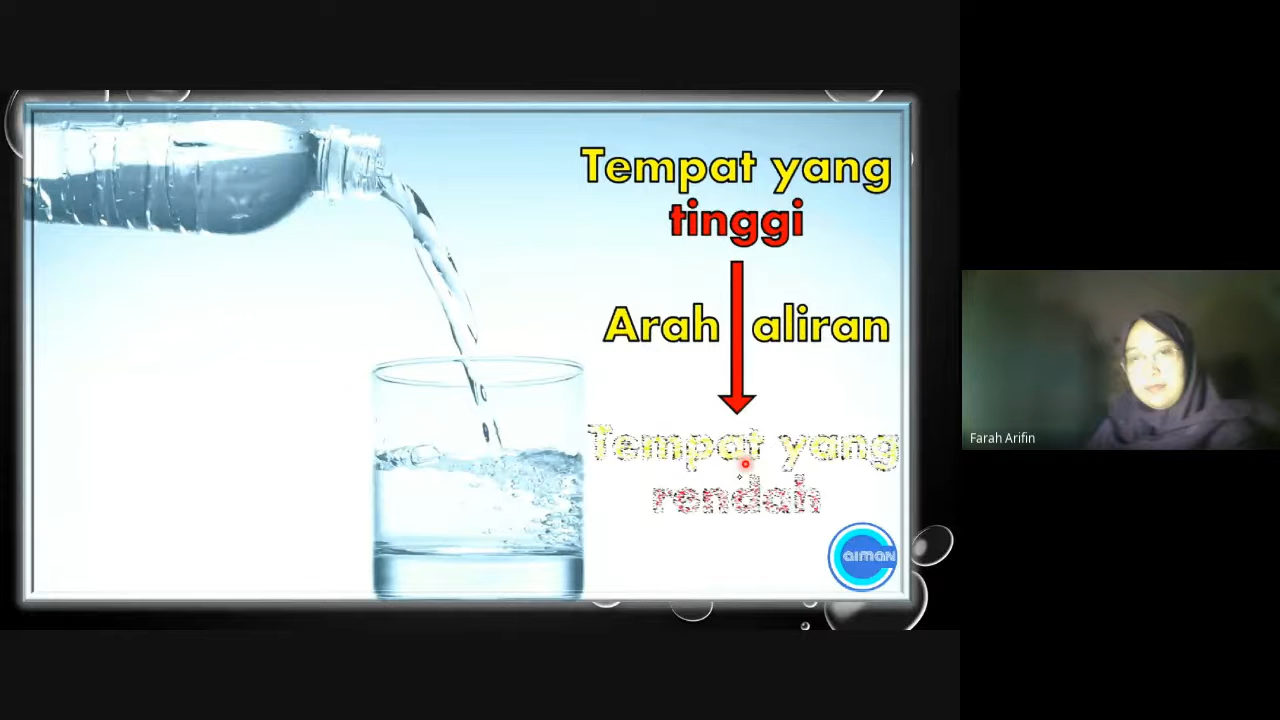 Tempat yang
tinggi
Arah aliran
Tempat yang
rendah
aiman
Farah Arifin